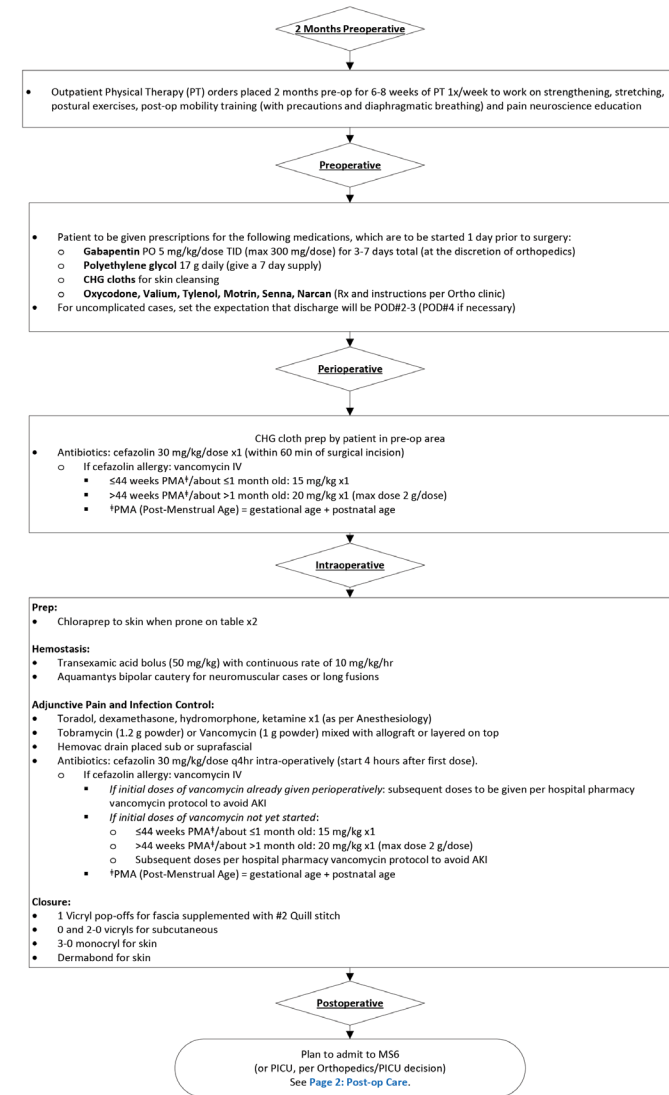 2 Months Preoperative
• Outpatient Physical Therapy (PT) orders placed 2 months pre-op for 6-8 weeks of PT 1x/week to work on strengthening, stretching,
postural exercises, post-op mobility training (with precautions and diaphragmatic breathing) and pain neuroscience education
Preoperative
• Patient to be given prescriptions for the following medications, which are to be started 1 day prior to surgery:
o Gabapentin PO 5 mg/kg/dose TID (max 300 mg/dose) for 3-7 days total (at the discretion of orthopedics)
o Polyethylene glycol 17 g daily (give a 7 day supply)
o CHG cloths for skin cleansing
o Oxycodone, Valium, Tylenol, Motrin, Senna, Narcan (Rx and instructions per Ortho clinic)
• For uncomplicated cases, set the expectation that discharge will be POD#2-3 (POD#4 if necessary)
Perioperative
CHG cloth prep by patient in pre-op area
• Antibiotics: cefazolin 30 mg/kg/dose x1 (within 60 min of surgical incision)
o If cefazolin allergy: vancomycin IV
▪ ≤44 weeks PMA‡/about ≤1 month old: 15 mg/kg x1
▪ >44 weeks PMA‡/about >1 month old: 20 mg/kg x1 (max dose 2 g/dose)
▪ ‡PMA (Post-Menstrual Age) = gestational age + postnatal age
Intraoperative
Prep:
• Chloraprep to skin when prone on table x2
Hemostasis:
• Transexamic acid bolus (50 mg/kg) with continuous rate of 10 mg/kg/hr
• Aquamantys bipolar cautery for neuromuscular cases or long fusions
Adjunctive Pain and Infection Control:
• Toradol, dexamethasone, hydromorphone, ketamine x1 (as per Anesthesiology)
• Tobramycin (1.2 g powder) or Vancomycin (1 g powder) mixed with allograft or layered on top
• Hemovac drain placed sub or suprafascial
• Antibiotics: cefazolin 30 mg/kg/dose q4hr intra-operatively (start 4 hours after first dose).
o If cefazolin allergy: vancomycin IV
▪ If initial doses of vancomycin already given perioperatively: subsequent doses to be given per hospital pharmacy
vancomycin protocol to avoid AKI
▪ If initial doses of vancomycin not yet started:
o ≤44 weeks PMA‡/about ≤1 month old: 15 mg/kg x1
o >44 weeks PMA‡/about >1 month old: 20 mg/kg x1 (max dose 2 g/dose)
o Subsequent doses per hospital pharmacy vancomycin protocol to avoid AKI
▪ ‡PMA (Post-Menstrual Age) = gestational age + postnatal age
Closure:
• 1 Vicryl pop-offs for fascia supplemented with #2 Quill stitch
• 0 and 2-0 vicryls for subcutaneous
• 3-0 monocryl for skin
• Dermabond for skin
Postoperative
Plan to admit to MS6
(or PICU, per Orthopedics/PICU decision)
See Page 2: Post-op Care.